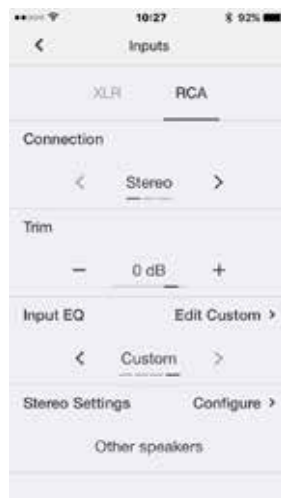 10:27 92%
Inputs
XLR RCA
Connection
Stereo
Trim
0 dB
Input EQ Edit Custom
Custom
Stereo Settings Configure
Other speakers